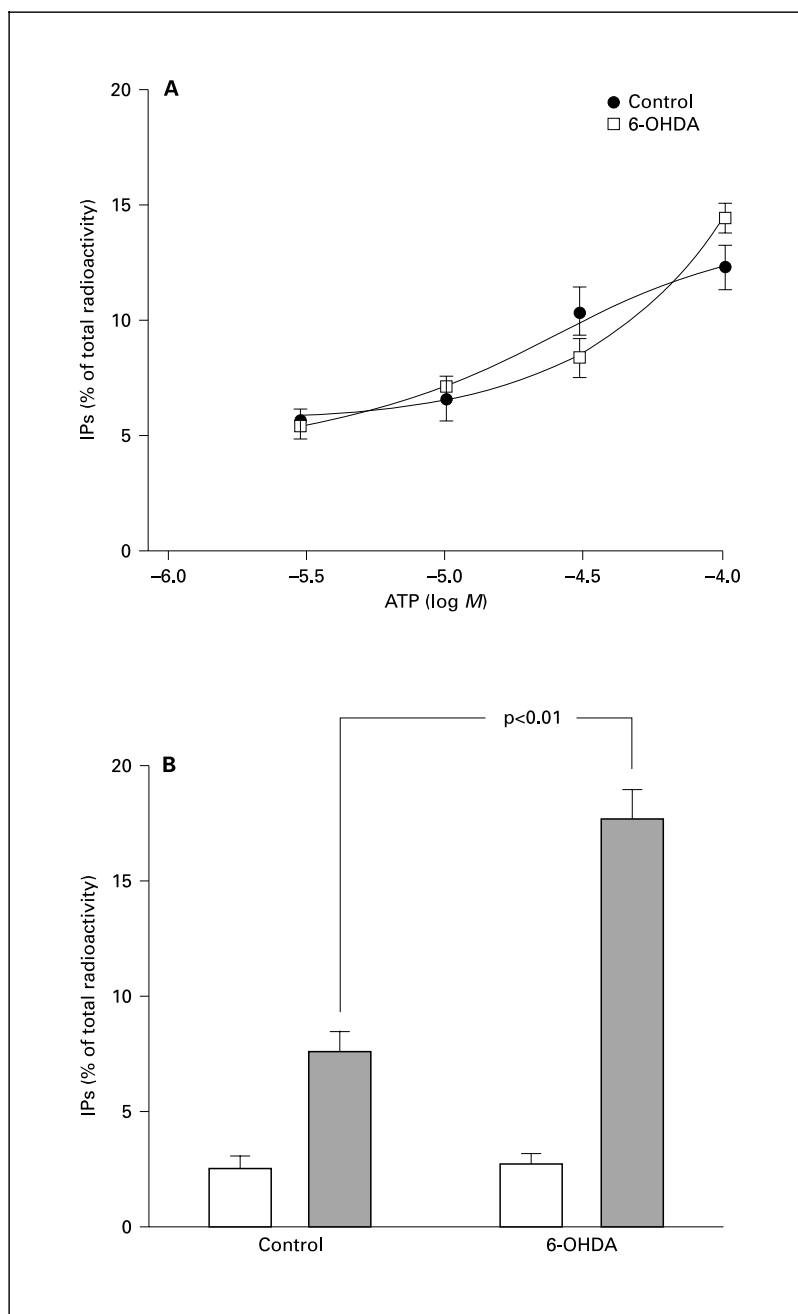 A
20
Control
6-OHDA
15
10
5
0
IPs (% of total radioactivity)
–6.0 –5.5 –5.0 –4.5 –4.0
ATP (log M)
p<0.01
B
20
15
10
5
0
IPs (% of total radioactivity)
Control 6-OHDA